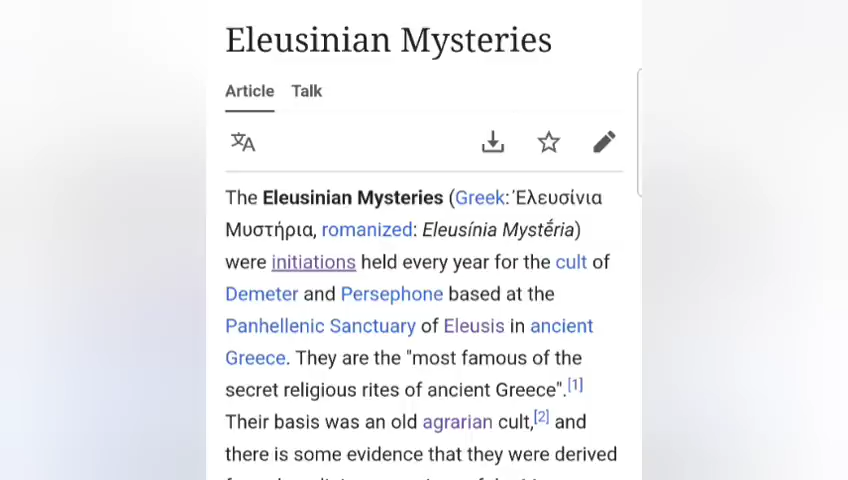 Eleusinian Mysteries
Article Talk
The Eleusinian Mysteries (Greek: Ἐλευσίνια
Μυστήρια, romanized: Eleusínia Mystḗria)
were initiations held every year for the cult of
Demeter and Persephone based at the
Panhellenic Sanctuary of Eleusis in ancient
Greece. They are the "most famous of the
secret religious rites of ancient Greece".[1]
Their basis was an old agrarian cult,[2] and
there is some evidence that they were derived